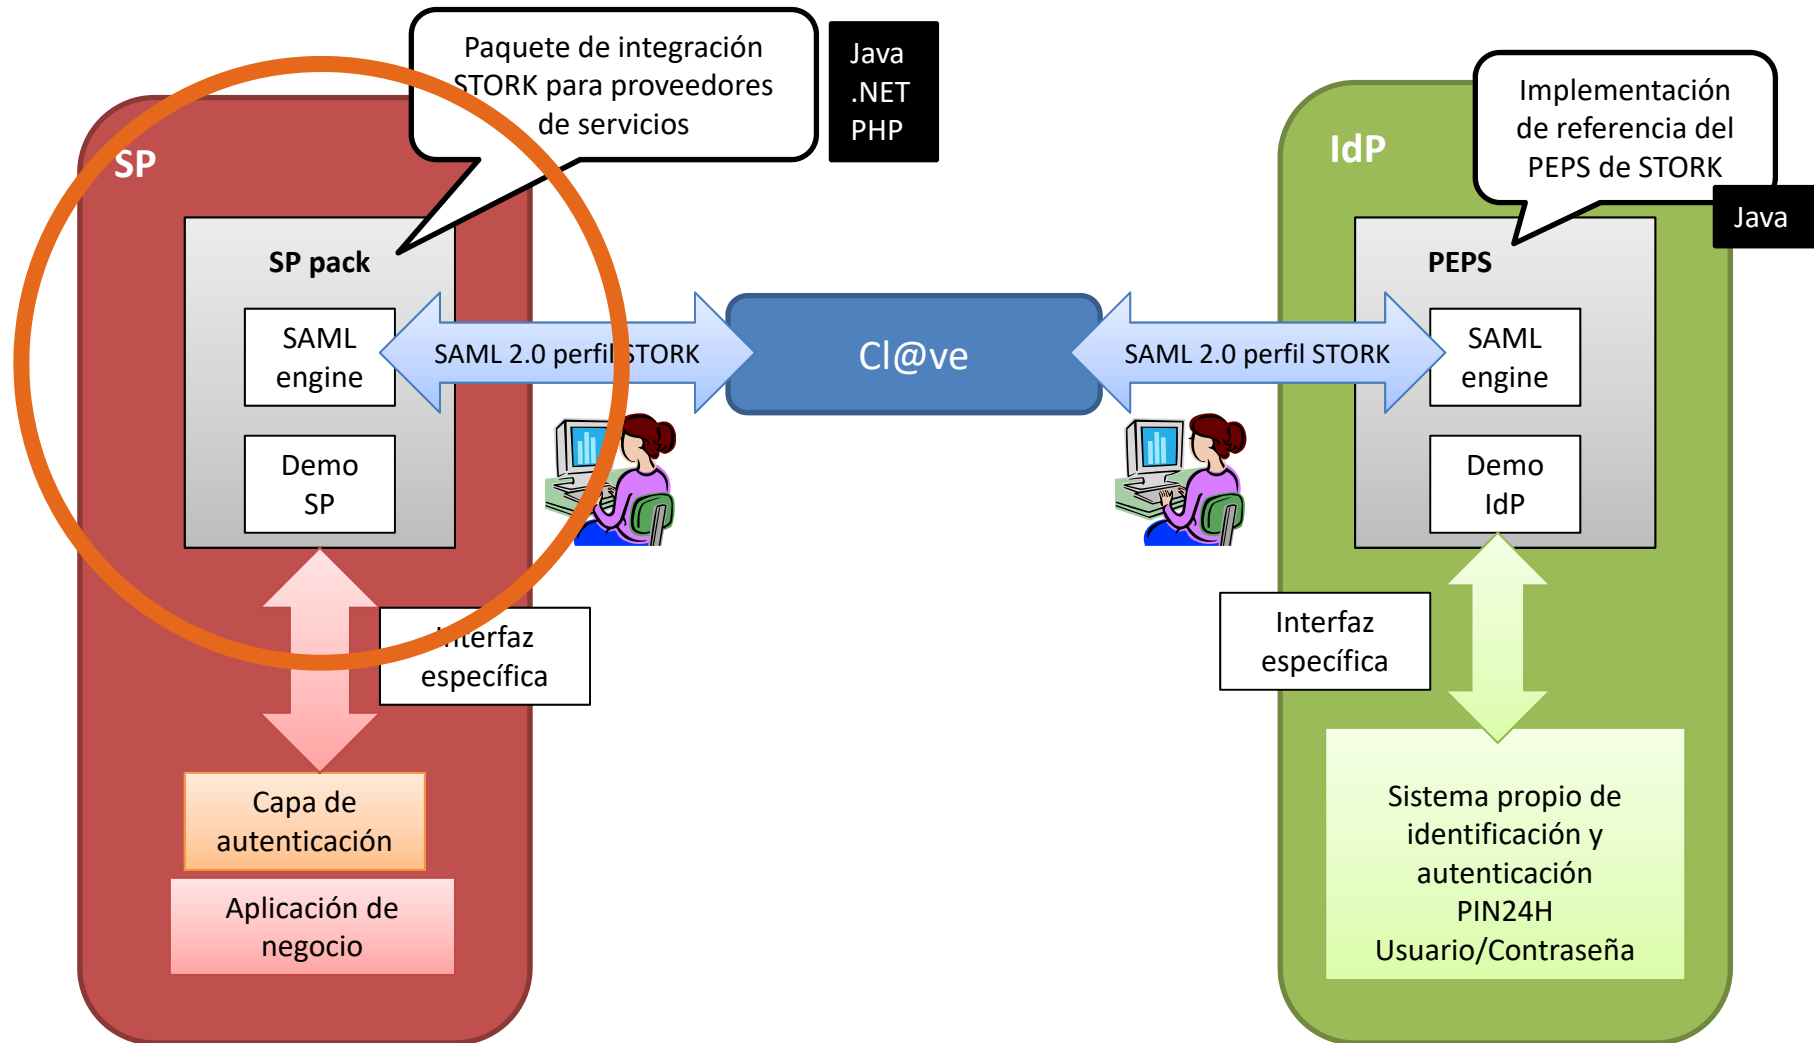 Paquete de integración
STORK para proveedores
de servicios
Java
.NET
PHP
Implementación
de referencia del
PEPS de STORK
Java
SP
IdP
SP pack
PEPS
SAML
engine
SAML 2.0 perfil STORK
Cl@ve
SAML 2.0 perfil STORK
SAML
engine
Demo
SP
Demo
IdP
Interfaz
específica
Interfaz
específica
Capa de
autenticación
Aplicación de
negocio
Sistema propio de
identificación y
autenticación
PIN24H
Usuario/Contraseña